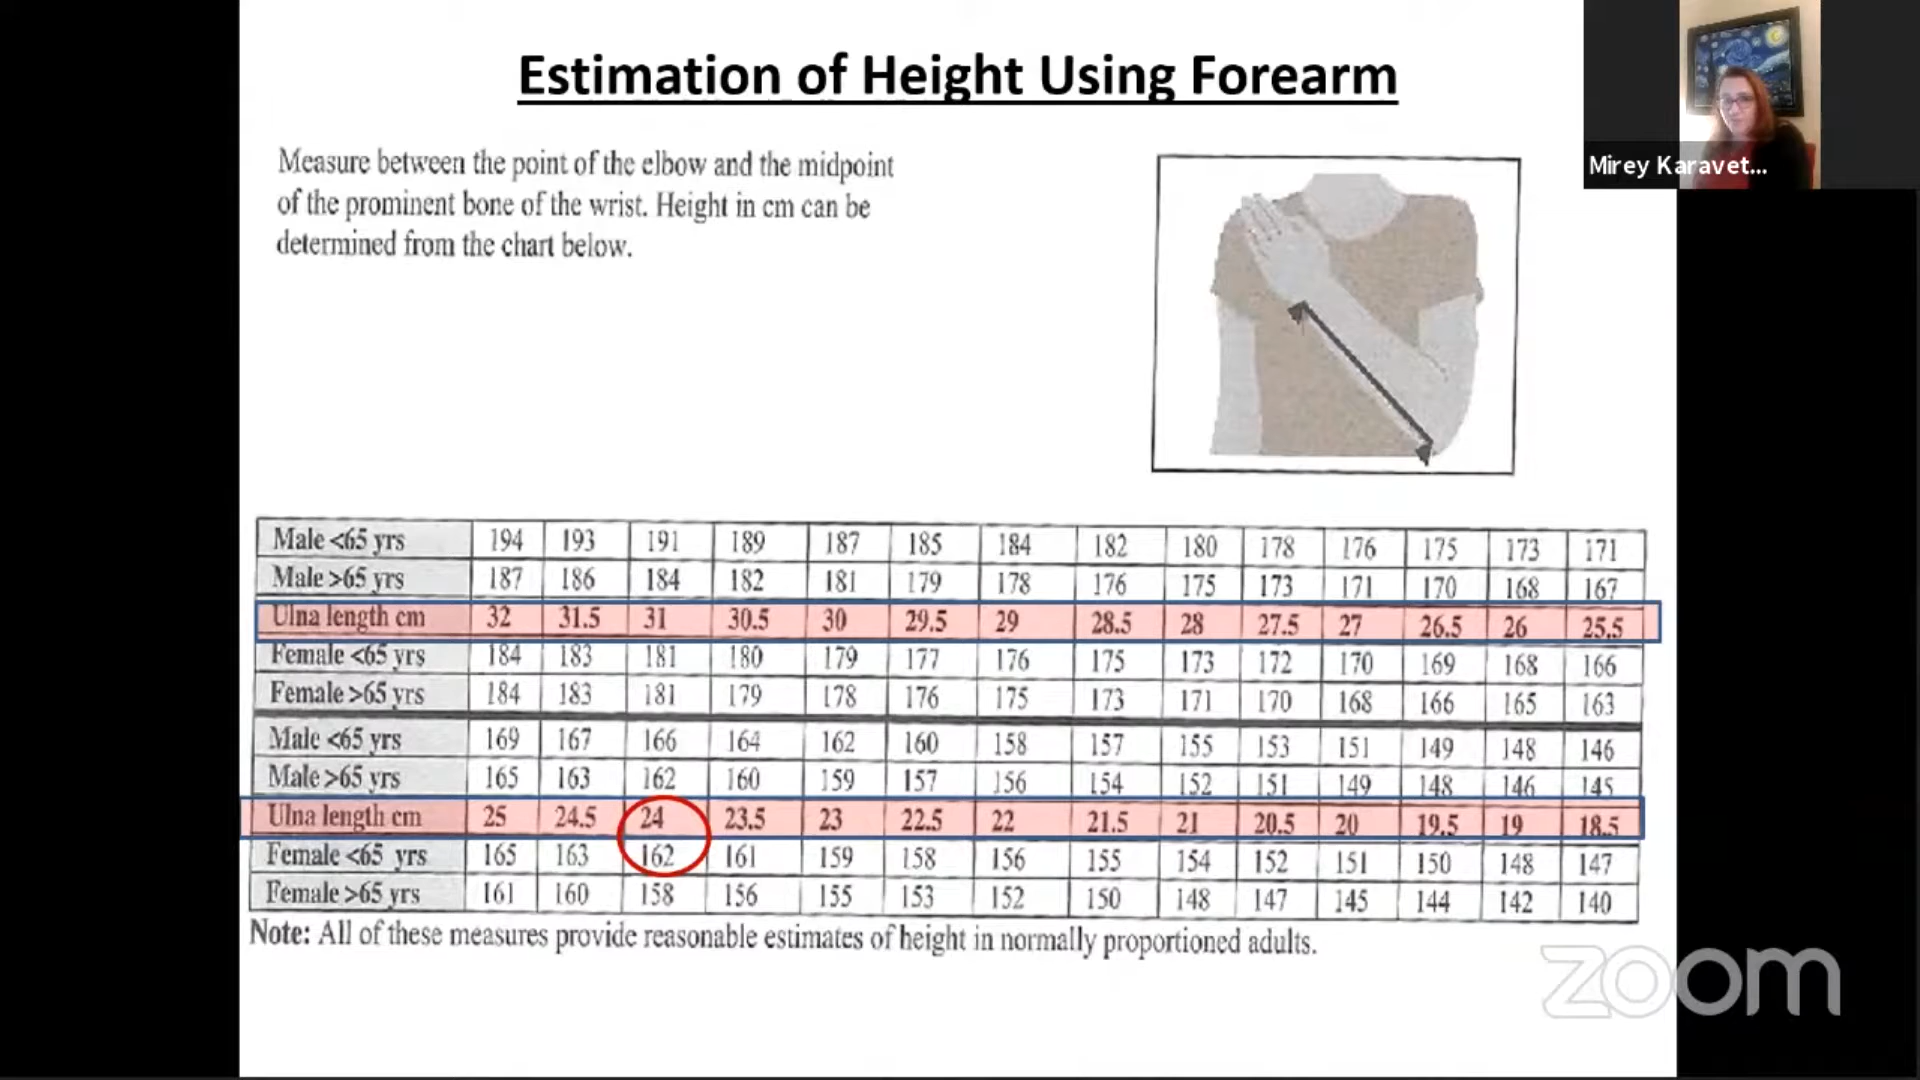 Estimation of Height Using Forearm
Mirey Karavet...
Measure between the point of the elbow and the midpoint
of the prominent bone of the wrist. Height in cm can be
determined from the chart below.
Male <65 yrs 194 193 191 189 187 185 184 182 180 178 176 175 173 171
Male >65 yrs 187 186 184 182 181 179 178 176 175 173 171 170 168 167
Ulna length cm 32 31.5 31 30.5 30 29.5 29 28.5 28 27.5 27 26.5 26 25.5
Female <65 yrs 184 183 181 180 179 177 176 175 173 172 170 169 168 166
Female >65 yrs 184 183 181 179 178 176 175 173 171 170 168 166 165 163
Male <65 yrs 169 167 166 164 162 160 158 157 155 153 151 149 148 146
Male >65 yrs 165 163 162 160 159 157 156 154 152 151 149 148 146 145
Ulna length cm 25 24.5 24 23.5 23 22.5 22 21.5 21 20.5 20 19.5 19 18.5
Female <65 yrs 165 163 162 161 159 158 156 155 154 152 151 150 148 147
Female >65 yrs 161 160 158 156 155 153 152 150 148 147 145 144 142 140
Note: All of these measures provide reasonable estimates of height in normally proportioned adults.
zoom